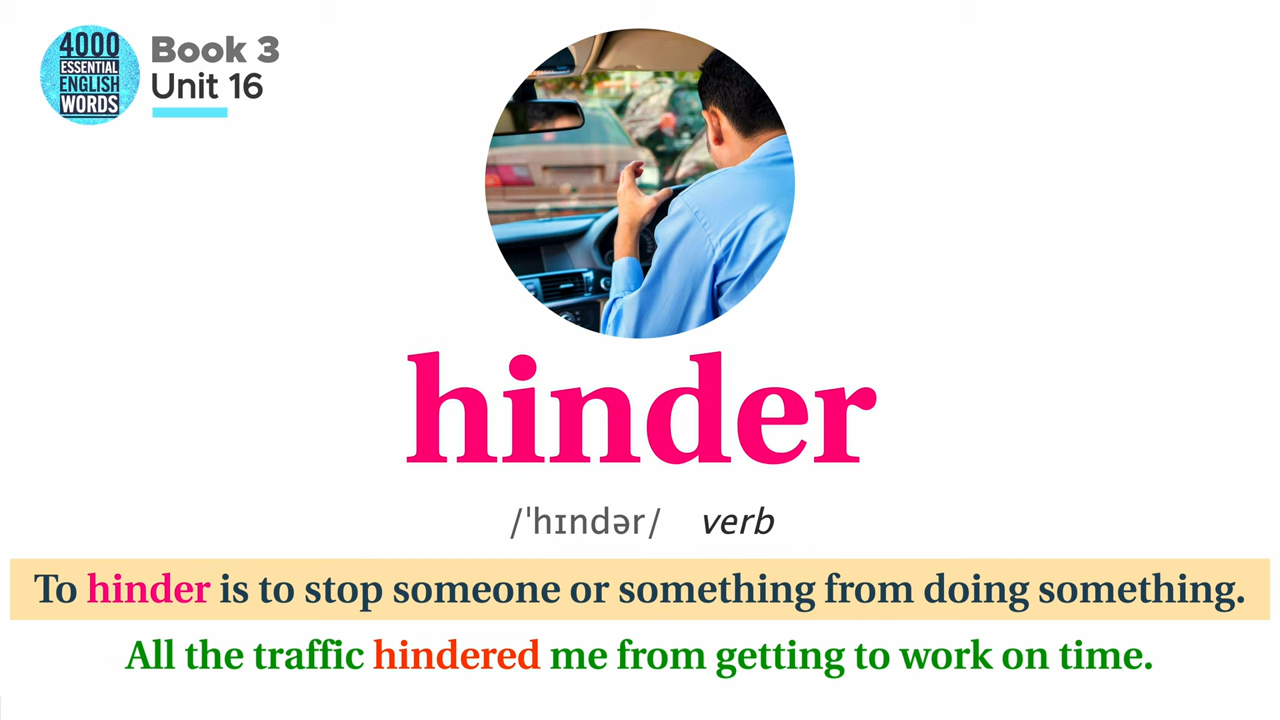 4000
ESSENTIAL
ENGLISH
WORDS
Book 3
Unit 16
hinder
/ˈhɪndər/ verb
To hinder is to stop someone or something from doing something.
All the traffic hindered me from getting to work on time.